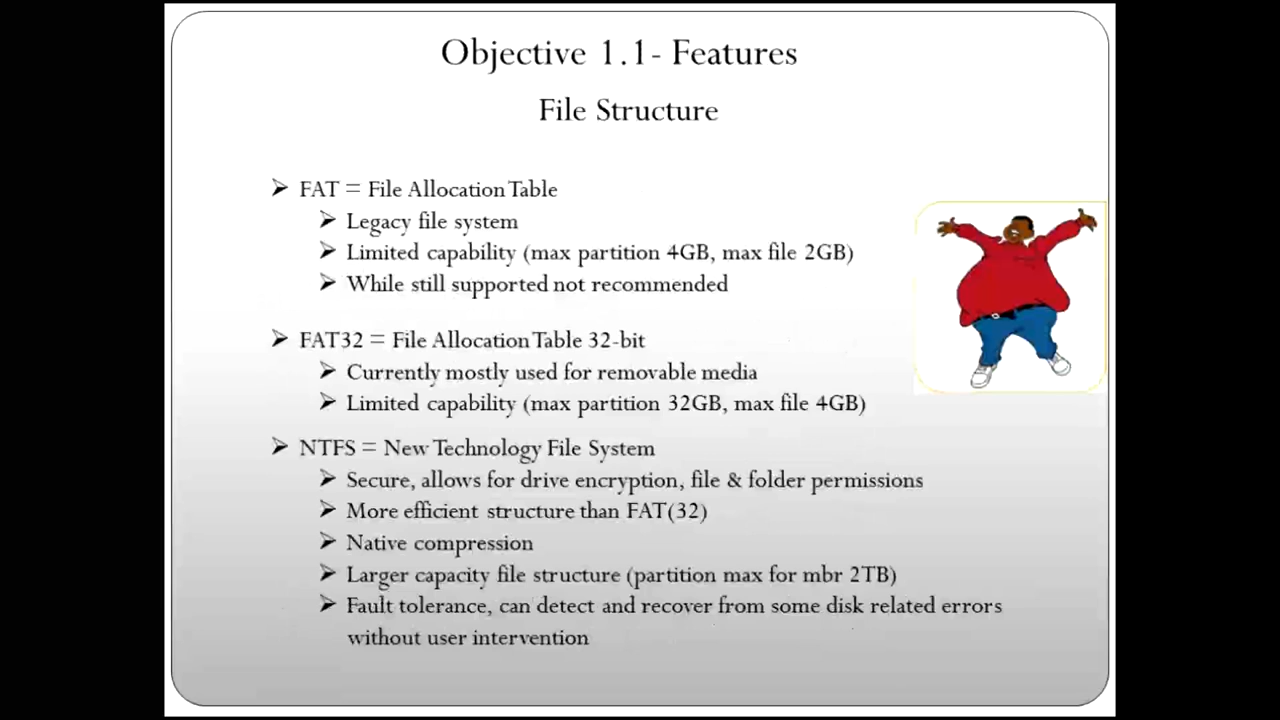 Objective 1.1- Features
File Structure
FAT = File Allocation Table
Legacy file system
Limited capability (max partition 4GB, max file 2GB)
While still supported not recommended
FAT32 = File Allocation Table 32-bit
Currently mostly used for removable media
Limited capability (max partition 32GB, max file 4GB)
NTFS = New Technology File System
Secure, allows for drive encryption, file & folder permissions
More efficient structure than FAT(32)
Native compression
Larger capacity file structure (partition max for mbr 2TB)
Fault tolerance, can detect and recover from some disk related errors
without user intervention